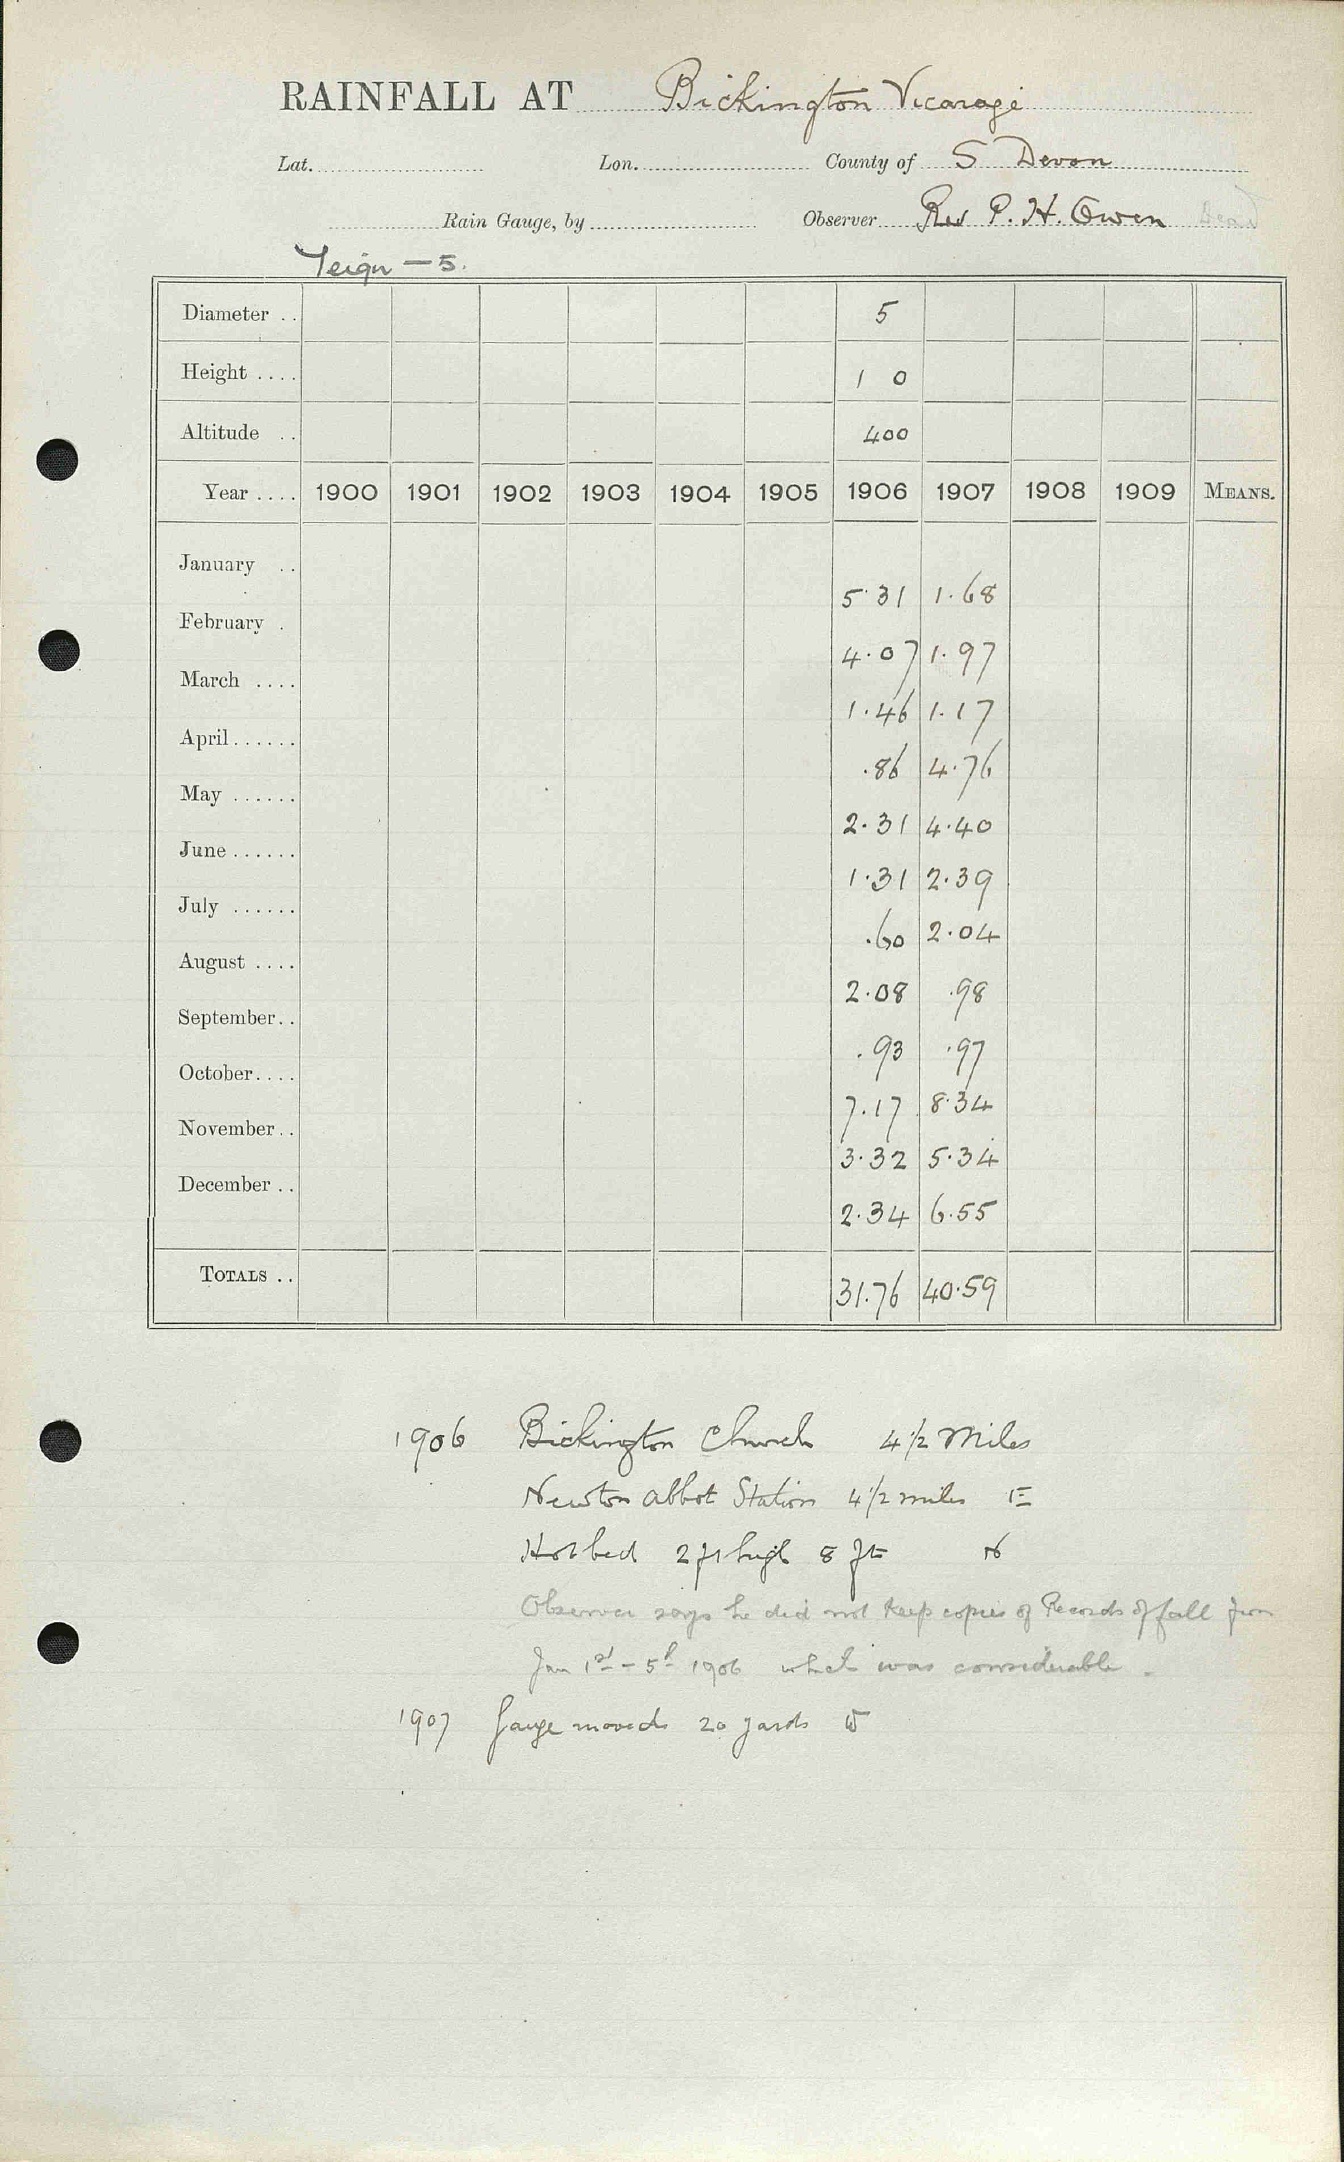 RAINFALL AT Bickington Vicarage
Lat. Lon. County of S Devon
Rain Gauge, by Observer Rev P. H. Owen Dead
Teign — 5.
Diameter .. 5
Height .... 1 0
Altitude .. 400
Year .... 1900 1901 1902 1903 1904 1905 1906 1907 1908 1909 MEANS.
January .. 5.31 1.68
February . 4.07 1.97
March .... 1.46 1.17
April...... .86 4.76
May ...... 2.31 4.40
June...... 1.31 2.39
July ...... .60 2.04
August .... 2.08 .98
September.. .93 .97
October.... 7.17 8.34
November.. 3.32 5.34
December .. 2.34 6.55
TOTALS .. 31.76 40.59
1906 Bickington Church 4 1/2 Miles
Newton Abbot Station 4 1/2 miles E
Hotbed 2 ft high 8 ft N
Observer says he did not keep copies of Records of fall from
Jan 1st - 5th 1906 which was considerable.
1907 Gauge moved 20 yards W